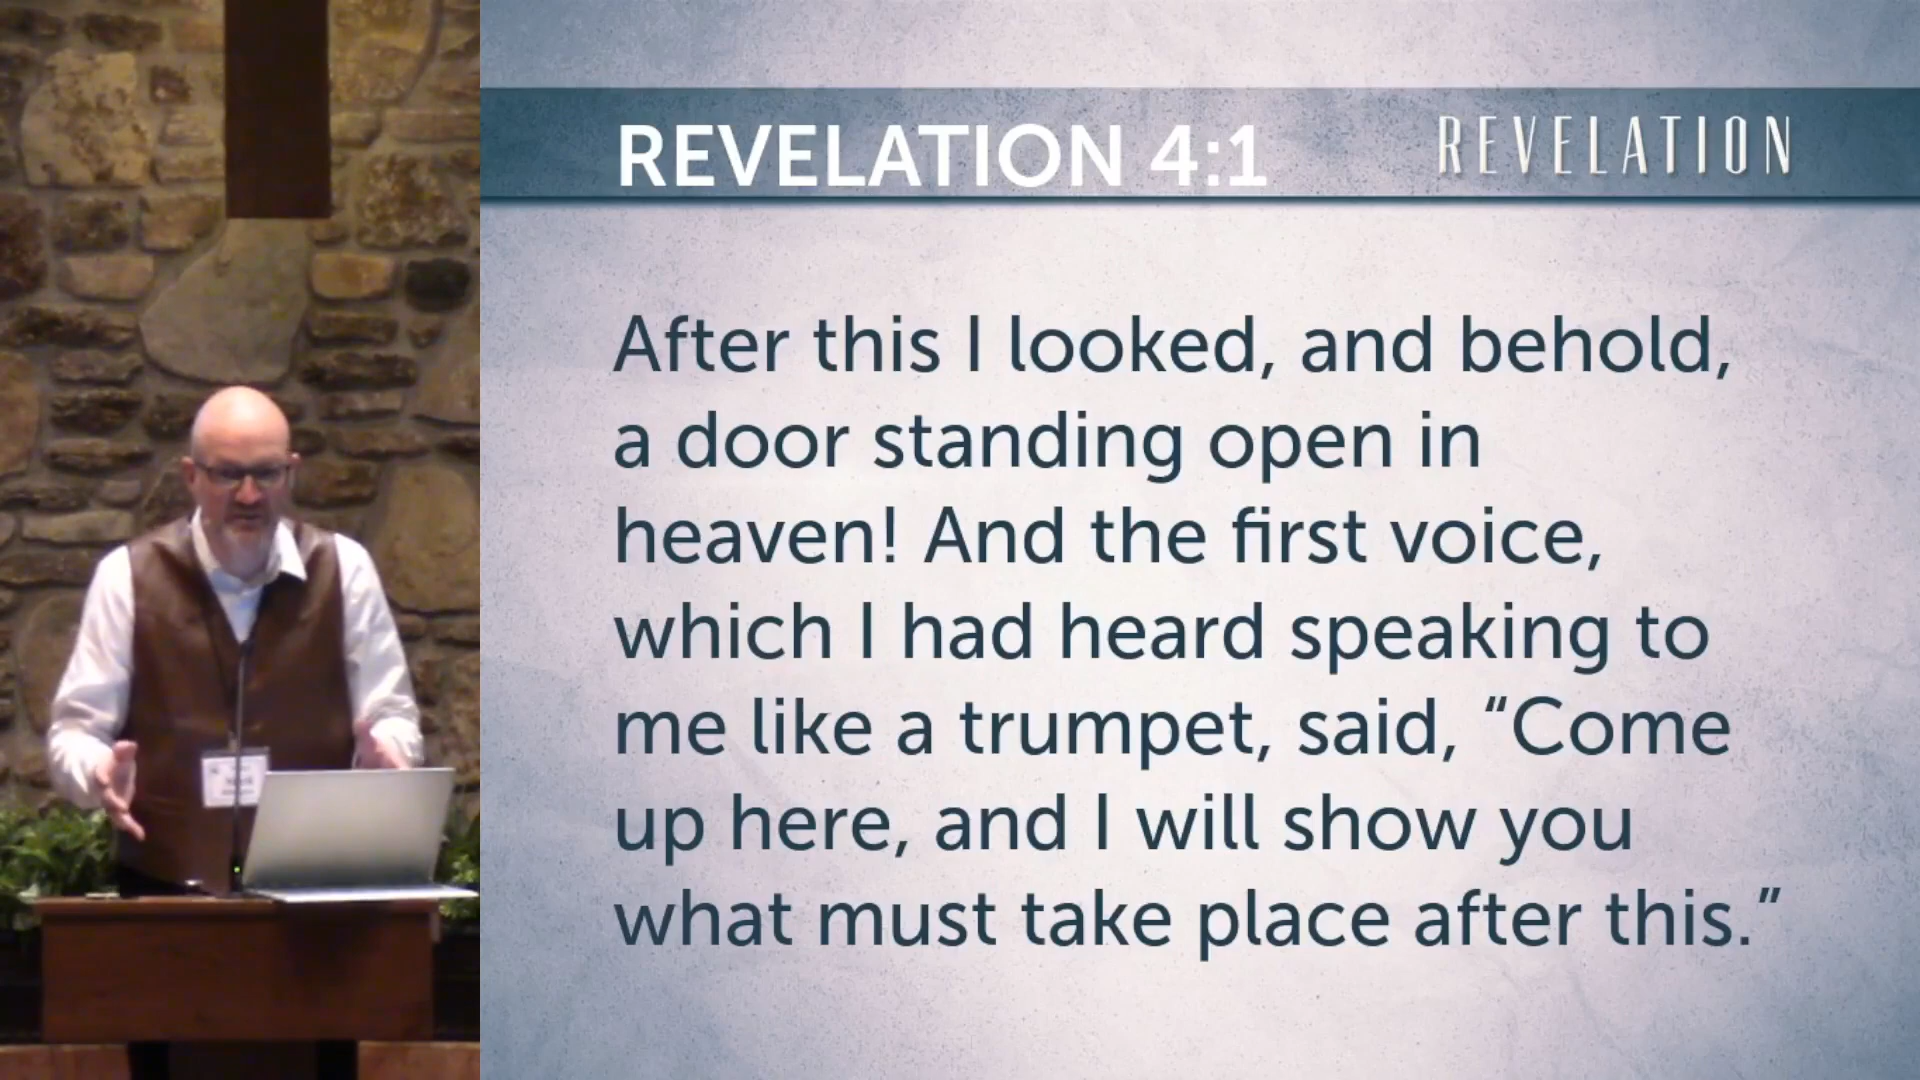 REVELATION 4:1
REVELATION
After this I looked, and behold,
a door standing open in
heaven! And the first voice,
which I had heard speaking to
me like a trumpet, said, “Come
up here, and I will show you
what must take place after this.”